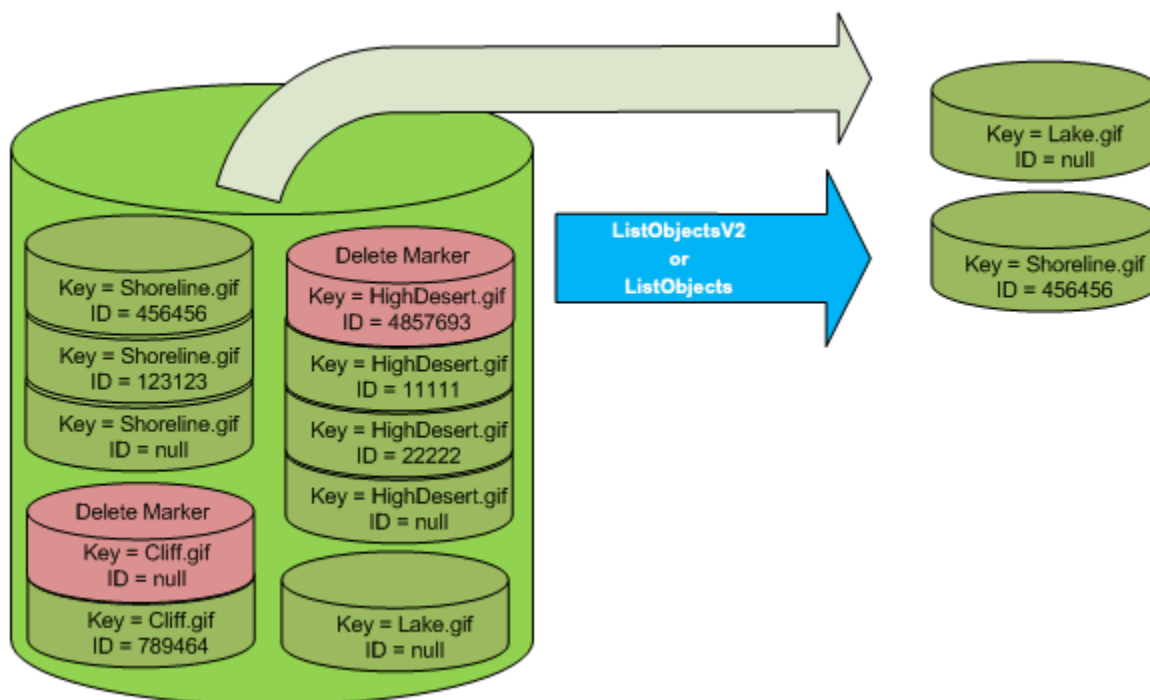 Key = Shoreline.gif
ID = 456456
Key = Shoreline.gif
ID = 123123
Key = Shoreline.gif
ID = null
Delete Marker
Key = Cliff.gif
ID = null
Key = Cliff.gif
ID = 789464
Delete Marker
Key = HighDesert.gif
ID = 4857693
Key = HighDesert.gif
ID = 11111
Key = HighDesert.gif
ID = 22222
Key = HighDesert.gif
ID = null
Key = Lake.gif
ID = null
ListObjectsV2
or
ListObjects
Key = Lake.gif
ID = null
Key = Shoreline.gif
ID = 456456